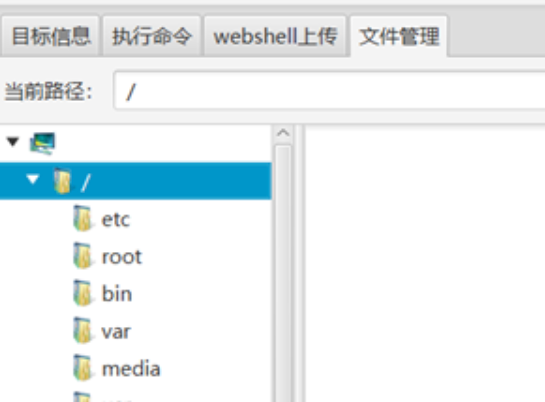 目标信息 执行命令 webshell上传 文件管理
当前路径: /
/
etc
root
bin
var
media